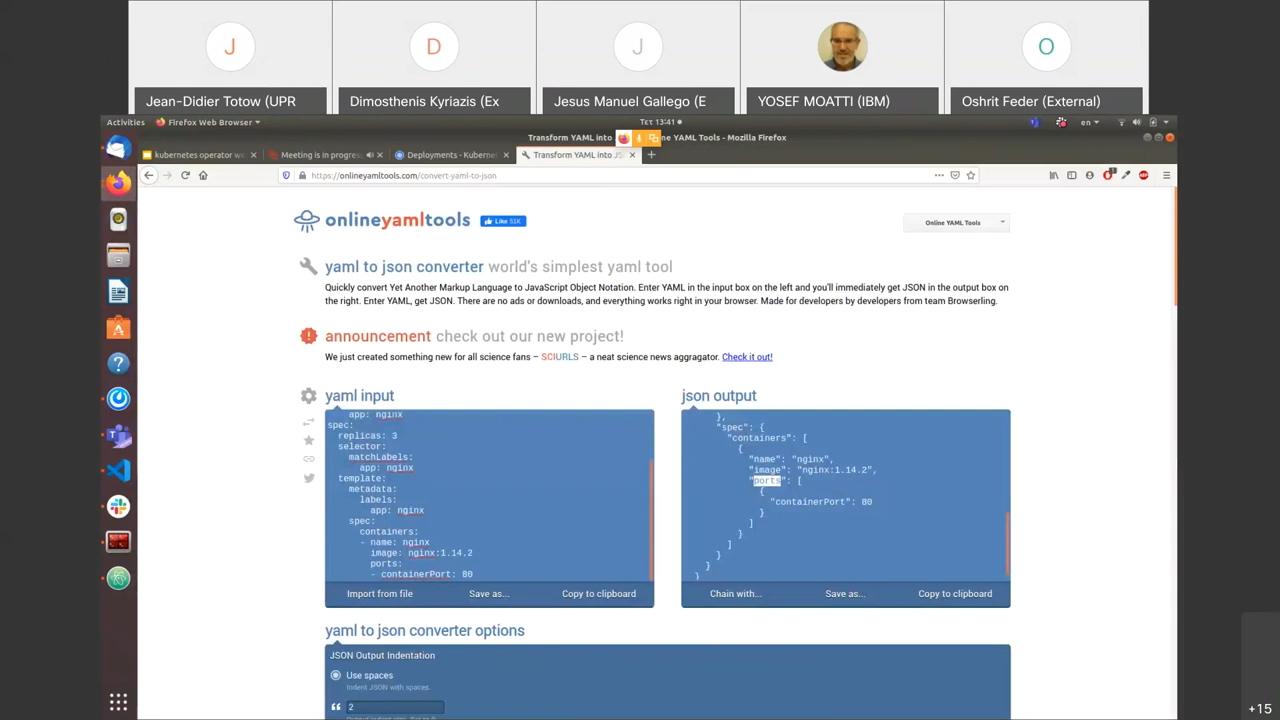 J
D
J
O
Jean-Didier Totow (UPR
Dimosthenis Kyriazis (Ex
Jesus Manuel Gallego (E
YOSEF MOATTI (IBM)
Oshrit Feder (External)
Activities
Firefox Web Browser
Τετ 13:41
en
Transform YAML into
ne YAML Tools - Mozilla Firefox
kubernetes operator wo
Meeting is in progress
Deployments - Kubernet
Transform YAML into JS
https://onlineyamltools.com/convert-yaml-to-json
onlineyamltools
Like 51K
Online YAML Tools
yaml to json converter world's simplest yaml tool
Quickly convert Yet Another Markup Language to JavaScript Object Notation. Enter YAML in the input box on the left and you'll immediately get JSON in the output box on
the right. Enter YAML, get JSON. There are no ads or downloads, and everything works right in your browser. Made for developers by developers from team Browserling.
announcement check out our new project!
We just created something new for all science fans – SCIURLS – a neat science news aggragator. Check it out!
yaml input
app: nginx
spec:
replicas: 3
selector:
matchLabels:
app: nginx
template:
metadata:
labels:
app: nginx
spec:
containers:
- name: nginx
image: nginx:1.14.2
ports:
- containerPort: 80
Import from file
Save as...
Copy to clipboard
json output
},
"spec": {
"containers": [
{
"name": "nginx",
"image": "nginx:1.14.2",
"ports": [
{
"containerPort": 80
}
]
}
]
}
}
}
Chain with...
Save as...
Copy to clipboard
yaml to json converter options
JSON Output Indentation
Use spaces
Indent JSON with spaces.
2
+15